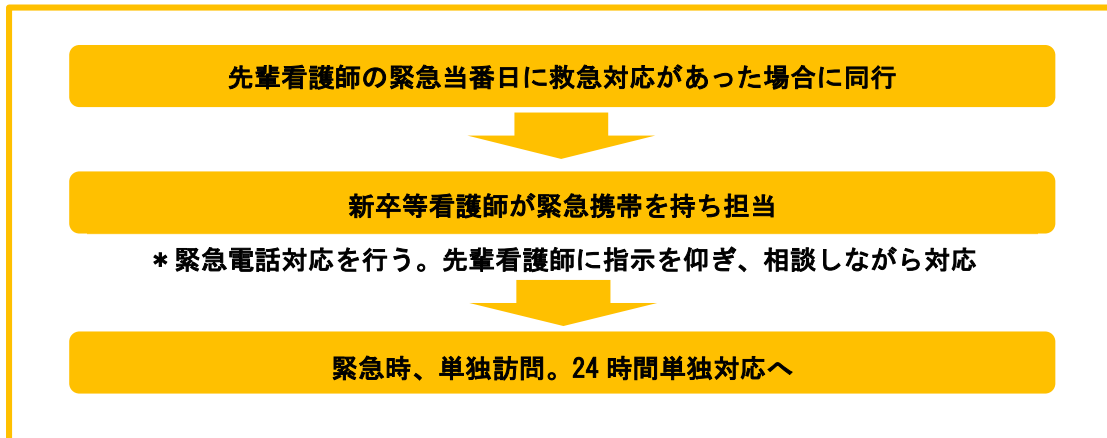 先輩看護師の緊急当番日に救急対応があった場合に同行
新卒等看護師が緊急携帯を持ち担当
＊緊急電話対応を行う。先輩看護師に指示を仰ぎ、相談しながら対応
緊急時、単独訪問。24 時間単独対応へ